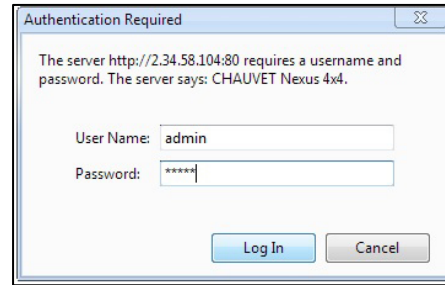 Authentication Required
The server http://2.34.58.104:80 requires a username and
password. The server says: CHAUVET Nexus 4x4.
User Name: admin
Password: *****
Log In Cancel